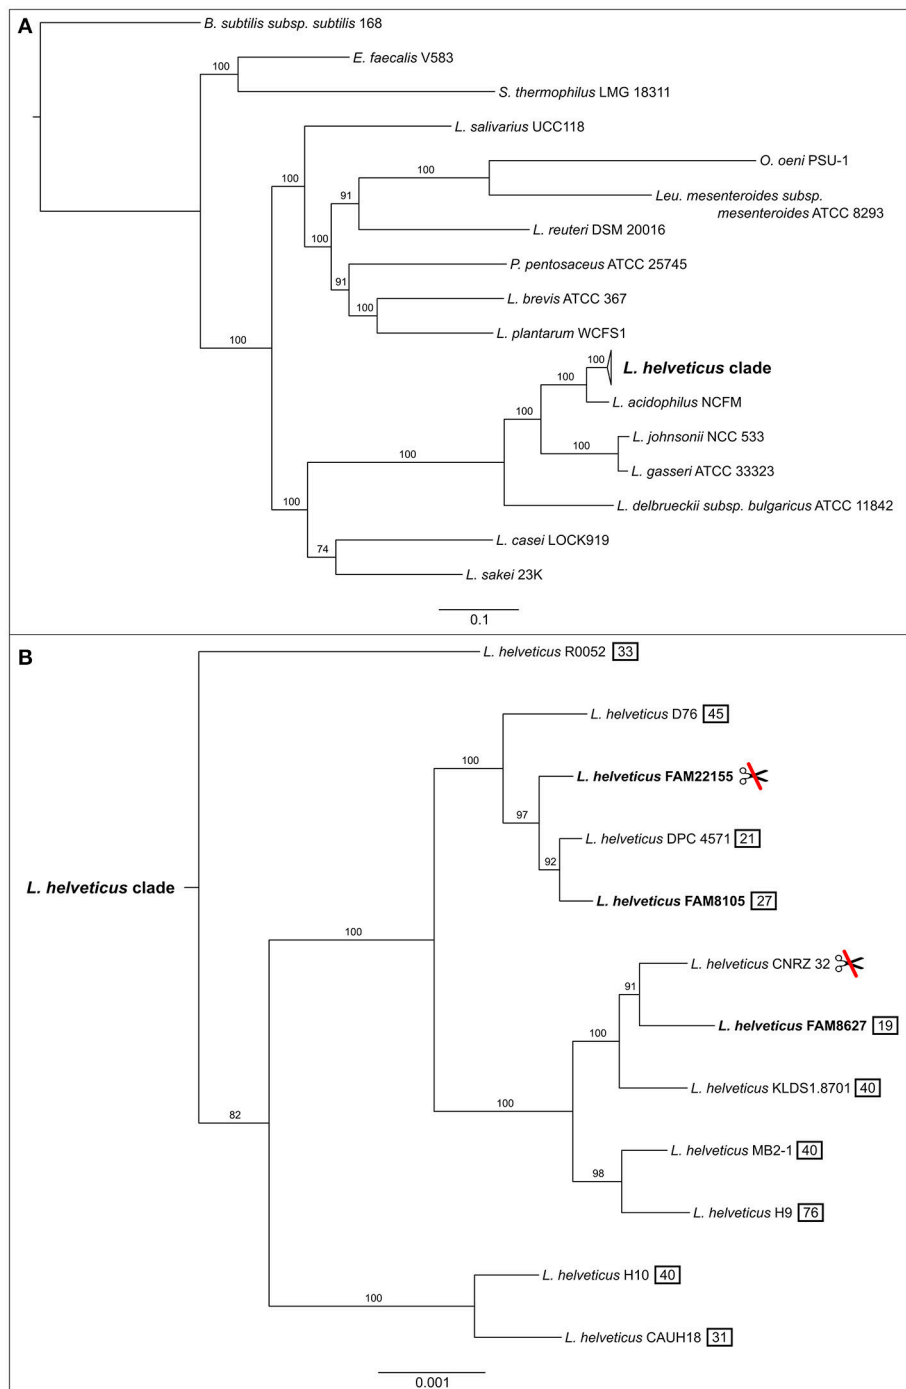 A
B. subtilis subsp. subtilis 168
E. faecalis V583
100
S. thermophilus LMG 18311
L. salivarius UCC118
O. oeni PSU-1
100
100
Leu. mesenteroides subsp.
mesenteroides ATCC 8293
91
L. reuteri DSM 20016
100
P. pentosaceus ATCC 25745
91
L. brevis ATCC 367
100
L. plantarum WCFS1
100
100
L. helveticus clade
100
L. acidophilus NCFM
100
L. johnsonii NCC 533
100
L. gasseri ATCC 33323
100
L. delbrueckii subsp. bulgaricus ATCC 11842
100
L. casei LOCK919
74
L. sakei 23K
0.1
B
L. helveticus R0052 33
L. helveticus D76 45
100
L. helveticus FAM22155
97
L. helveticus DPC 4571 21
92
L. helveticus FAM8105 27
L. helveticus clade
100
L. helveticus CNRZ 32
91
L. helveticus FAM8627 19
100
L. helveticus KLDS1.8701 40
100
82
L. helveticus MB2-1 40
98
L. helveticus H9 76
L. helveticus H10 40
100
L. helveticus CAUH18 31
0.001